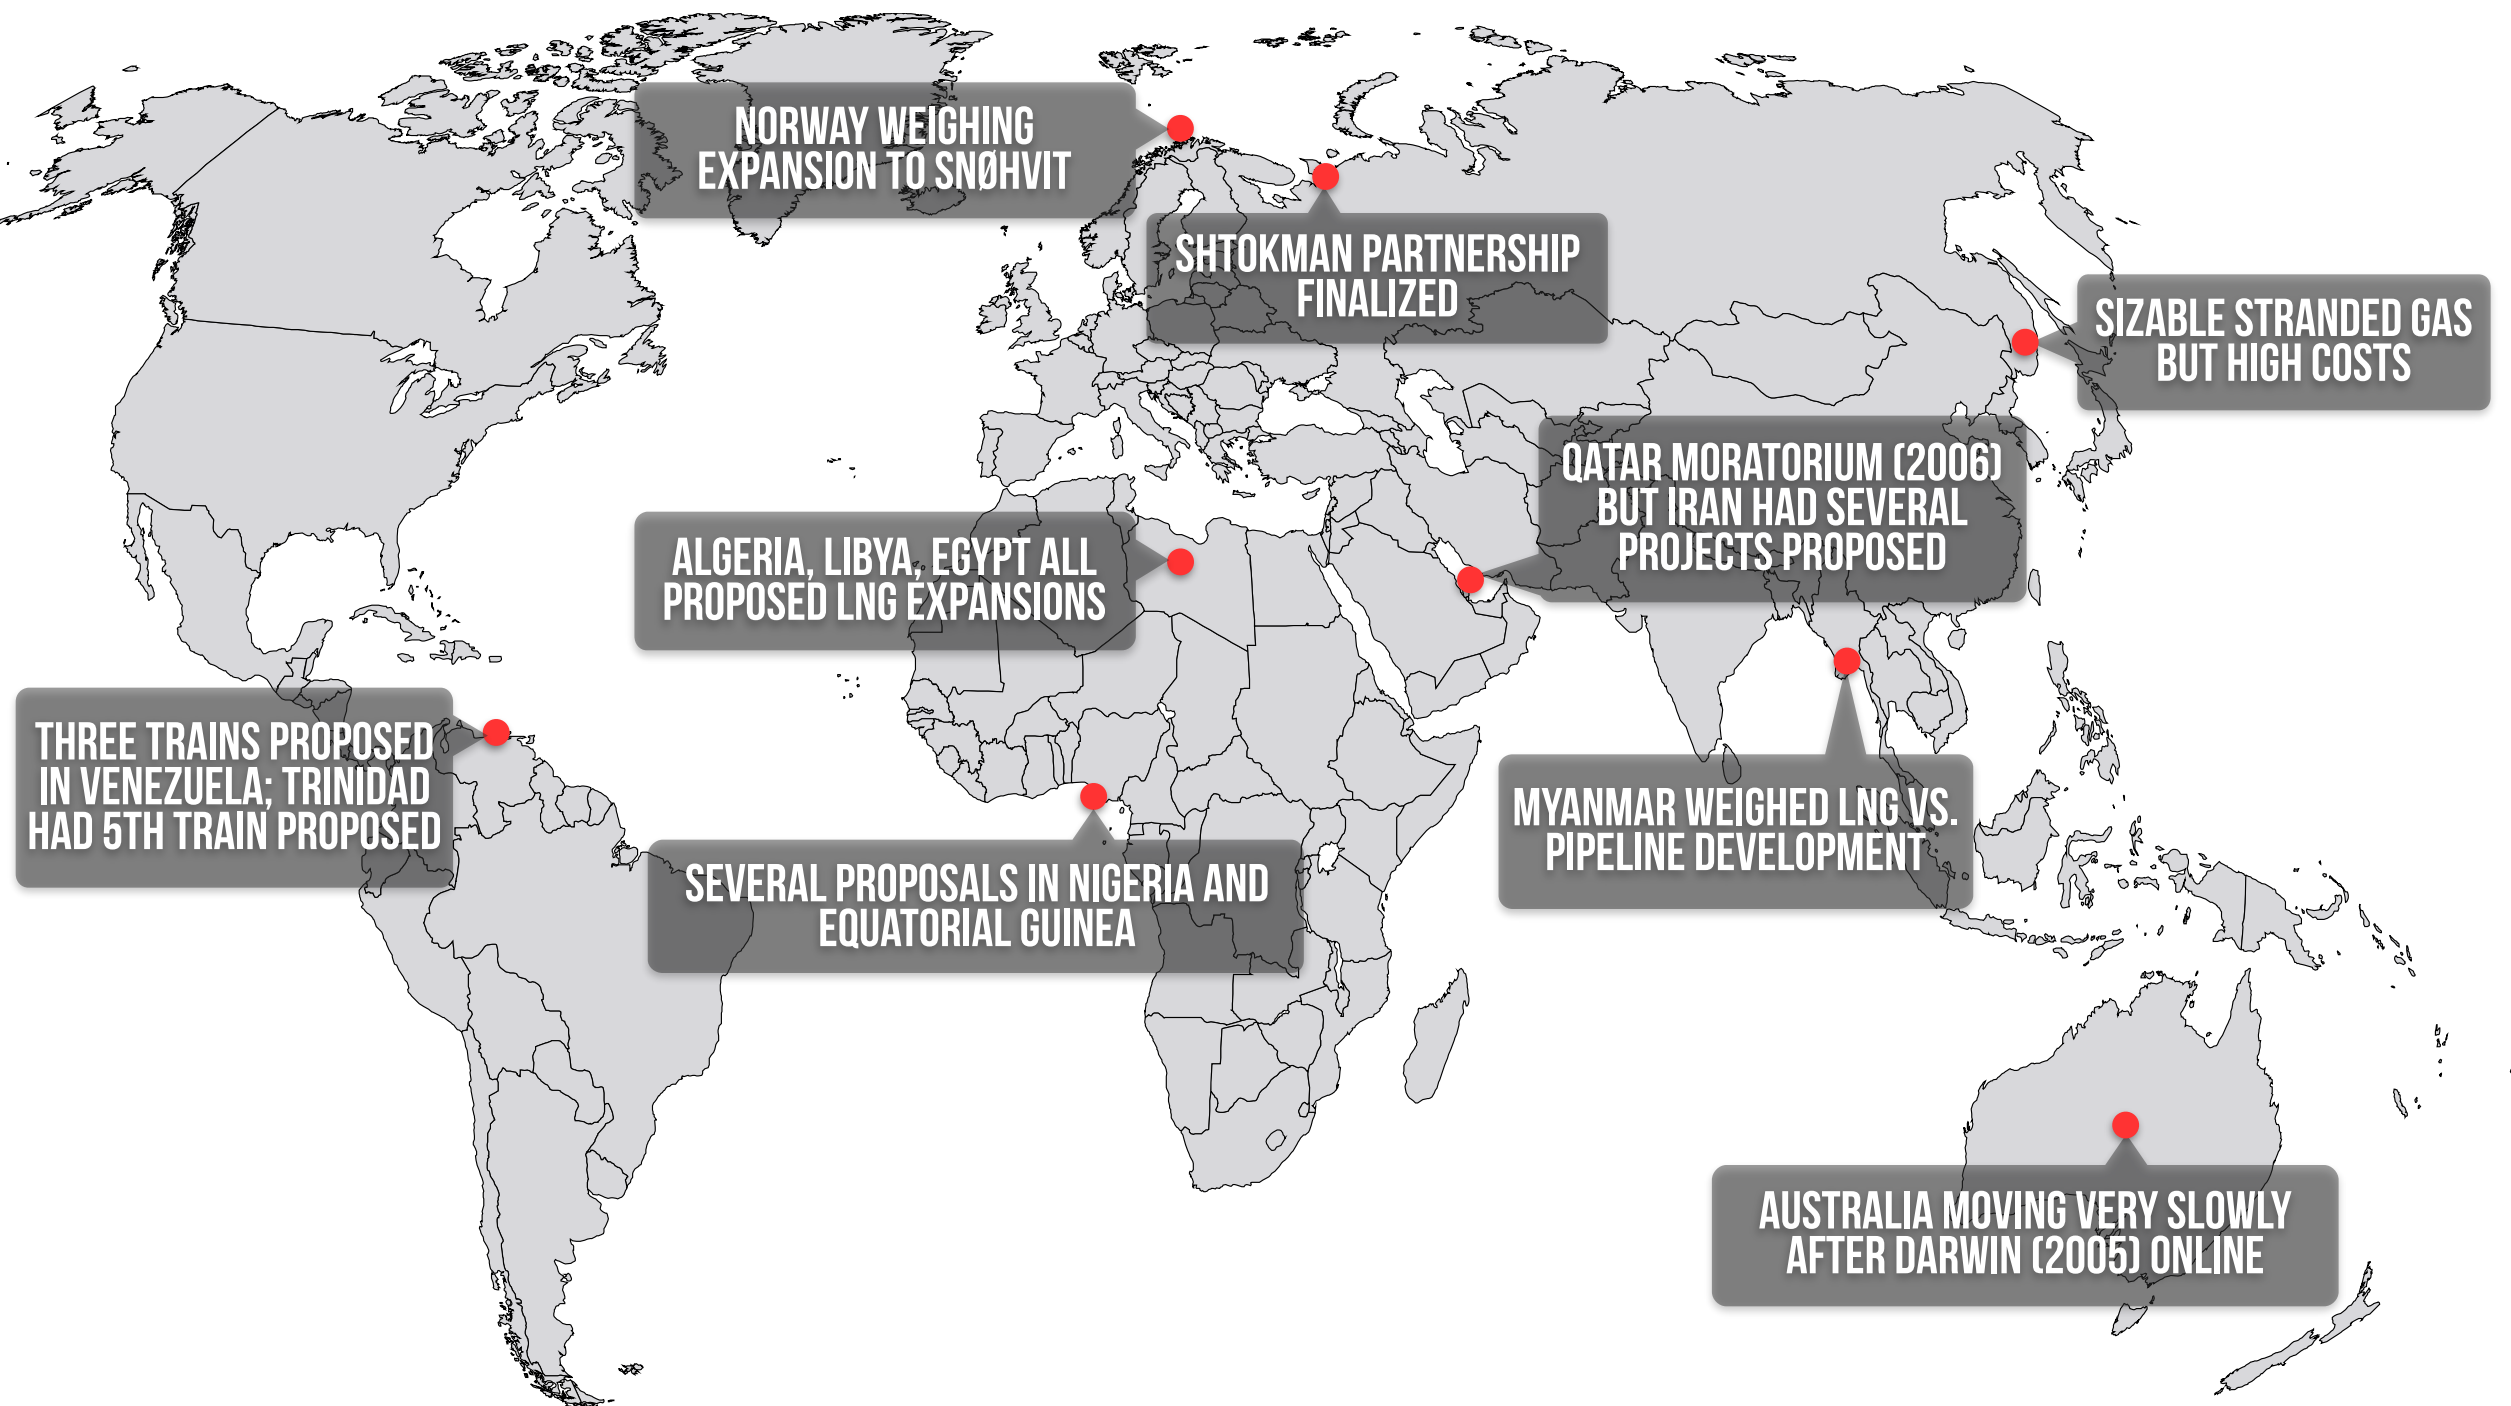 NORWAY WEIGHING
EXPANSION TO SNØHVIT
SHTOKMAN PARTNERSHIP
FINALIZED
SIZABLE STRANDED GAS
BUT HIGH COSTS
QATAR MORATORIUM (2006)
BUT IRAN HAD SEVERAL
PROJECTS PROPOSED
ALGERIA, LIBYA, EGYPT ALL
PROPOSED LNG EXPANSIONS
THREE TRAINS PROPOSED
IN VENEZUELA; TRINIDAD
HAD 5TH TRAIN PROPOSED
MYANMAR WEIGHED LNG VS.
PIPELINE DEVELOPMENT
SEVERAL PROPOSALS IN NIGERIA AND
EQUATORIAL GUINEA
AUSTRALIA MOVING VERY SLOWLY
AFTER DARWIN (2005) ONLINE